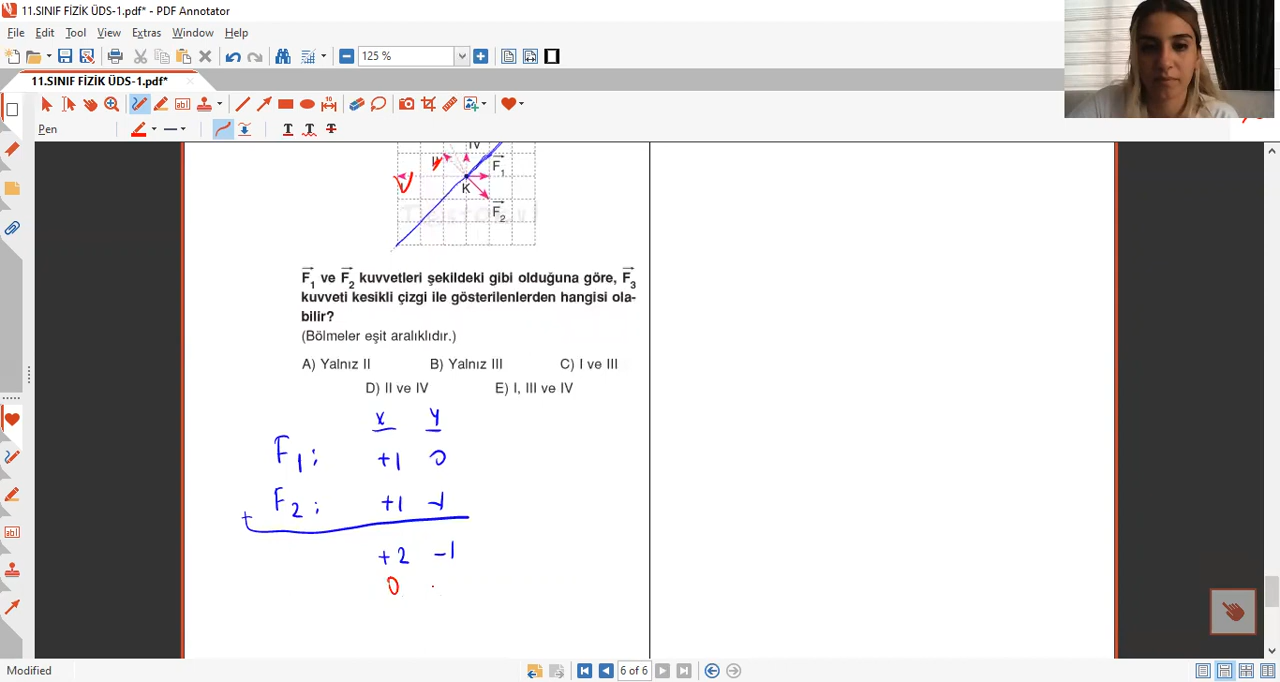 11.SINIF FİZİK ÜDS-1.pdf* - PDF Annotator
File Edit Tool View Extras Window Help
125 %
11.SINIF FİZİK ÜDS-1.pdf*
Pen
IV
F1
K
F2
F1 ve F2 kuvvetleri şekildeki gibi olduğuna göre, F3
kuvveti kesikli çizgi ile gösterilenlerden hangisi ola-
bilir?
(Bölmeler eşit aralıklıdır.)
A) Yalnız II B) Yalnız III C) I ve III
D) II ve IV E) I, III ve IV
x y
F1: +1 0
F2: +1 -1
+
+2 -1
0
Modified
6 of 6